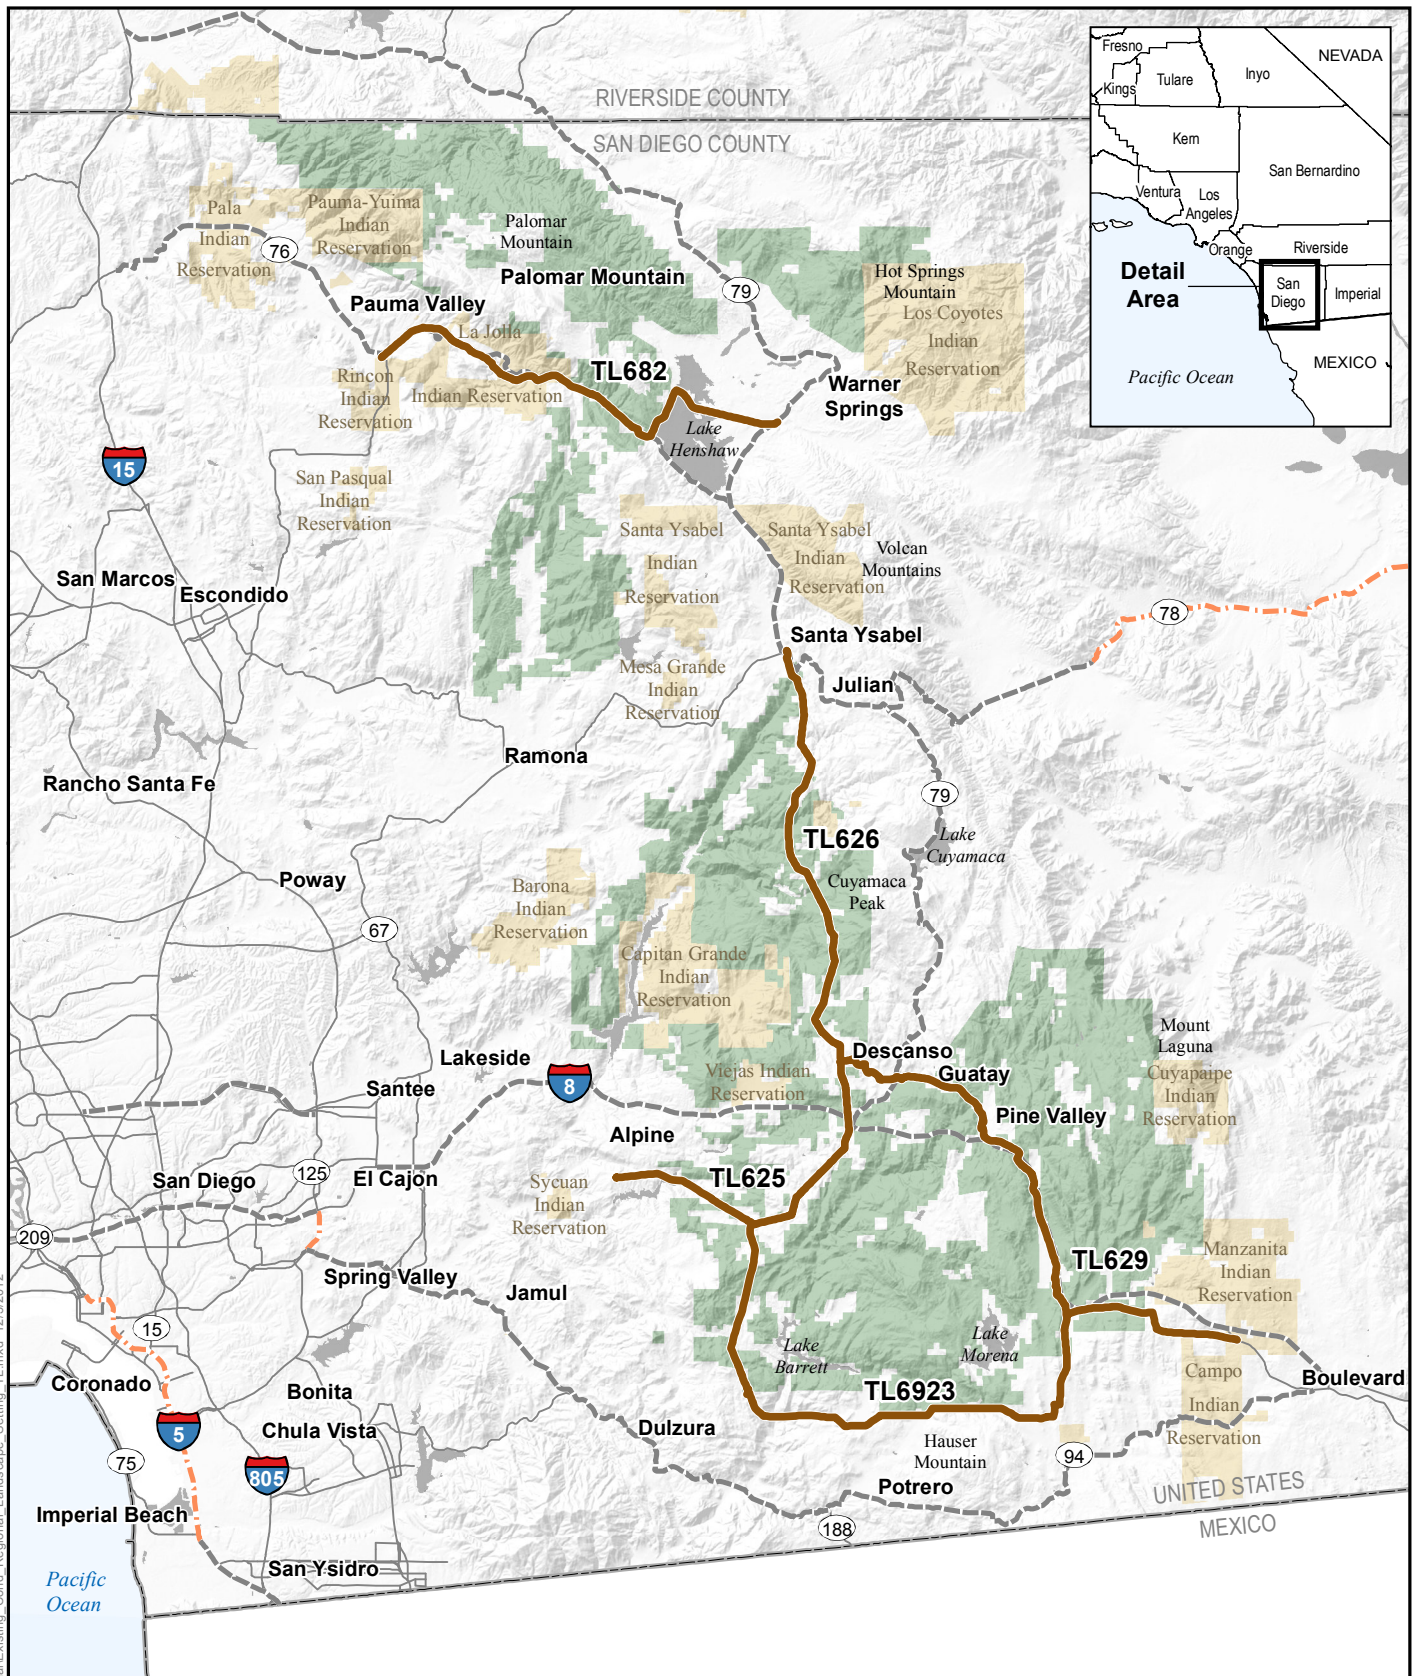 Fresno
NEVADA
Kings
Tulare
Inyo
Kern
San Bernardino
Ventura
Los
Angeles
Orange
Riverside
Detail
Area
San
Diego
Imperial
MEXICO
Pacific Ocean
RIVERSIDE COUNTY
SAN DIEGO COUNTY
Pala
Indian
Reservation
Pauma-Yuima
Indian
Reservation
76
Palomar
Mountain
Palomar Mountain
79
Hot Springs
Mountain
Los Coyotes
Indian
Reservation
Pauma Valley
La Jolla
Indian Reservation
TL682
Rincon
Indian
Reservation
Warner
Springs
Lake
Henshaw
15
San Pasqual
Indian
Reservation
Santa Ysabel
Indian
Reservation
Santa Ysabel
Indian
Reservation
Volcan
Mountains
San Marcos
Escondido
78
Santa Ysabel
Mesa Grande
Indian
Reservation
Julian
Ramona
Rancho Santa Fe
79
TL626
Lake
Cuyamaca
Poway
Barona
Indian
Reservation
Cuyamaca
Peak
67
Capitan Grande
Indian
Reservation
Mount
Laguna
Cuyapaipe
Indian
Reservation
Lakeside
Descanso
Guatay
Santee
8
Viejas Indian
Reservation
Pine Valley
Alpine
125
San Diego
El Cajon
Sycuan
Indian
Reservation
TL625
209
Spring Valley
Jamul
TL629
Manzanita
Indian
Reservation
15
Lake
Barrett
Lake
Morena
Coronado
Bonita
TL6923
Campo
Indian
Reservation
Boulevard
5
Chula Vista
Dulzura
Hauser
Mountain
94
75
805
Potrero
Imperial Beach
188
UNITED STATES
MEXICO
San Ysidro
Pacific
Ocean